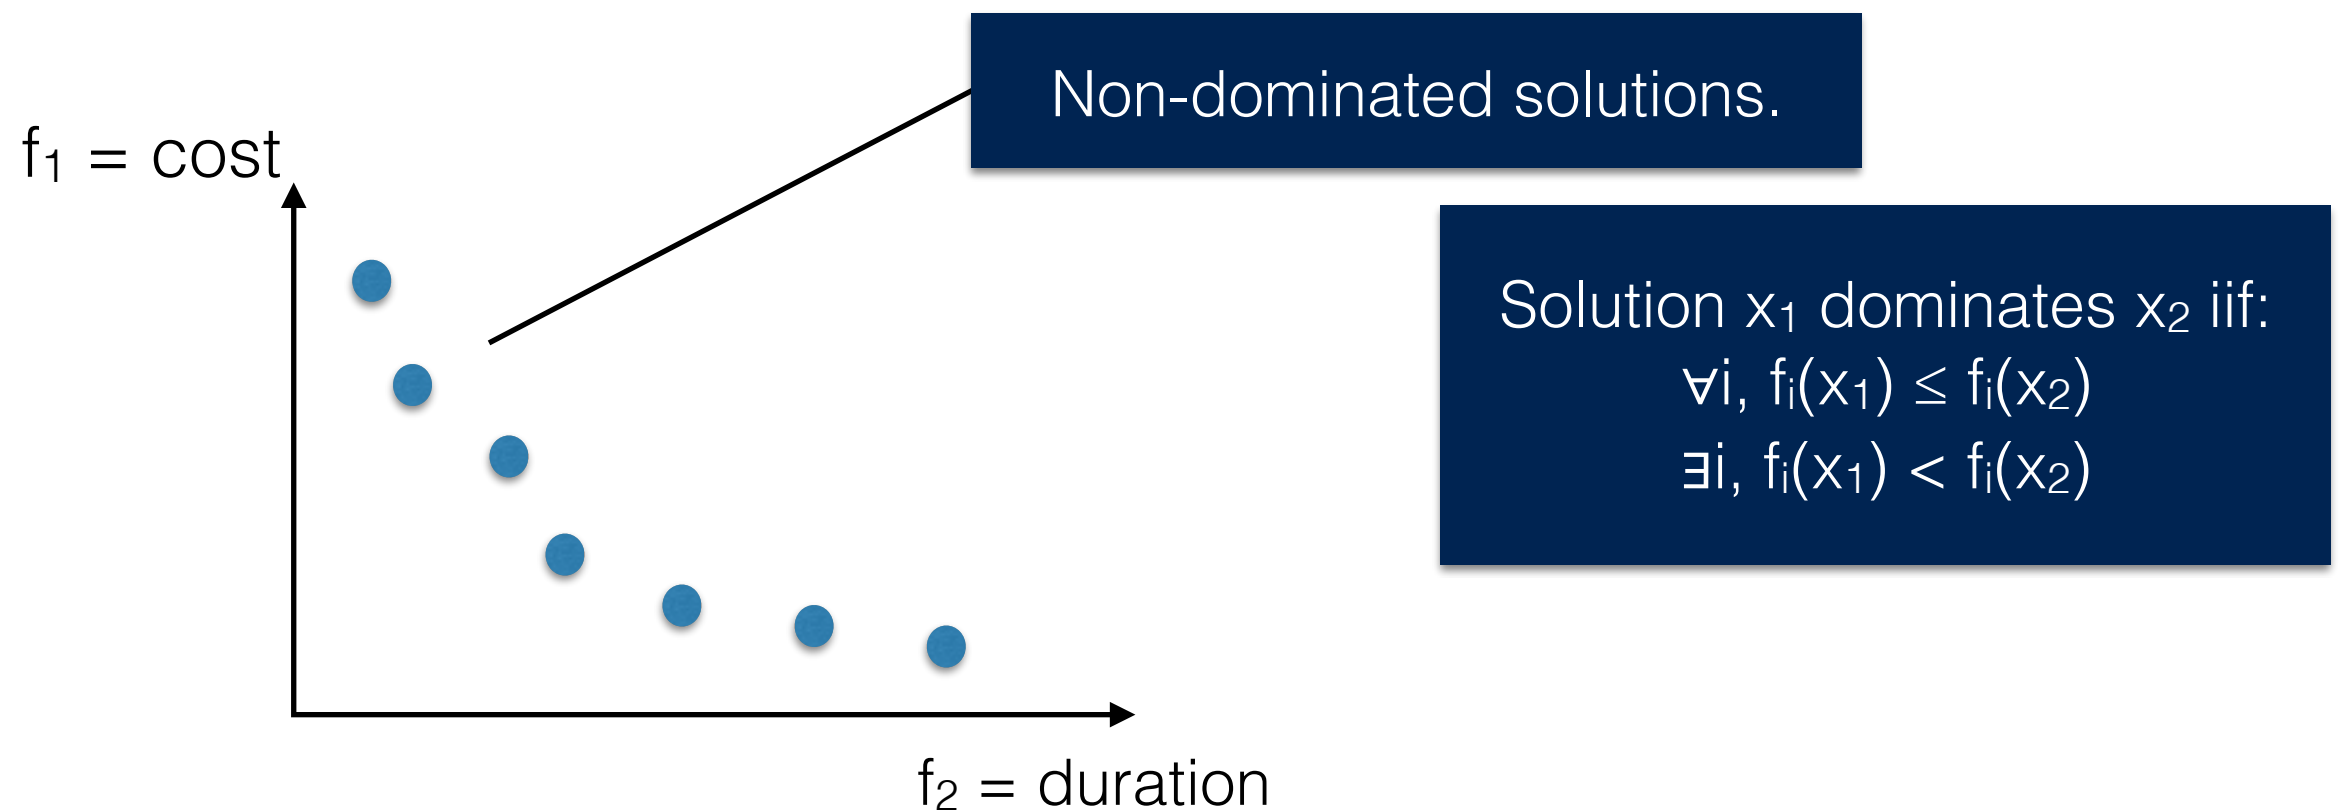 Non-dominated solutions.
f₁ = cost
Solution x₁ dominates x₂ iif:
∀i, fᵢ(x₁) ≤ fᵢ(x₂)
∃i, fᵢ(x₁) < fᵢ(x₂)
f₂ = duration